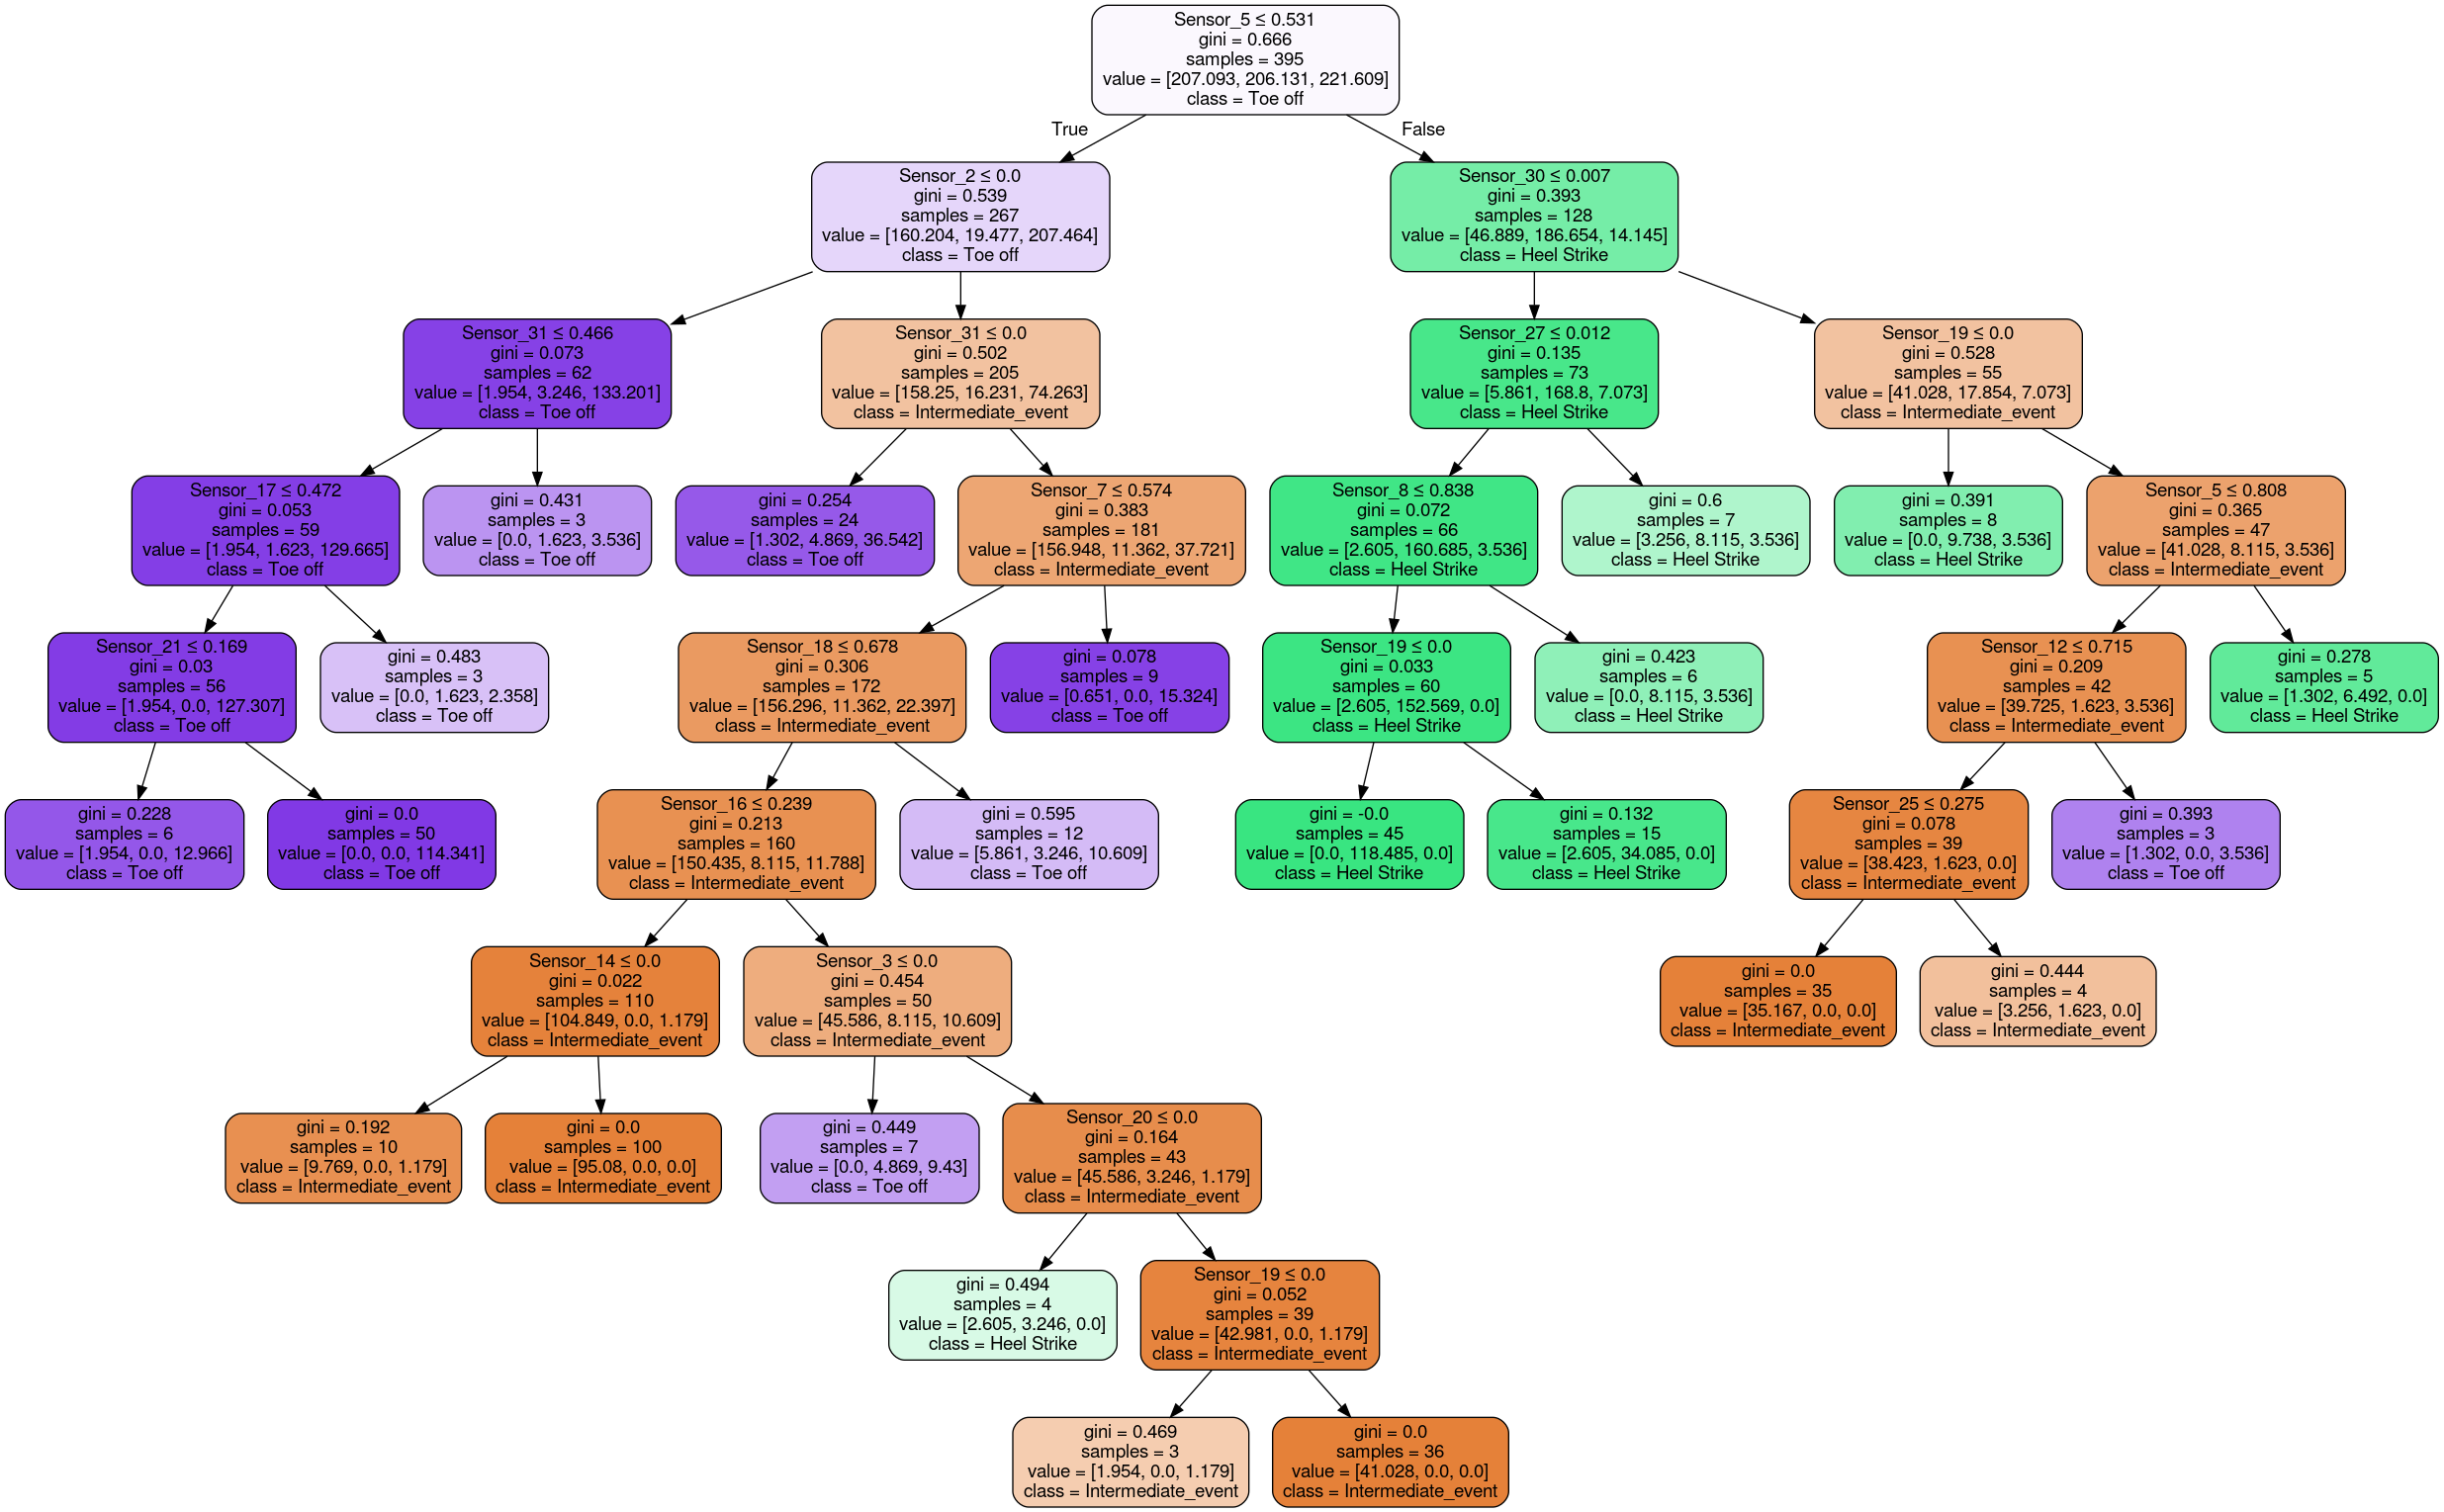 Sensor_5 ≤ 0.531
gini = 0.666
samples = 395
value = [207.093, 206.131, 221.609]
class = Toe off
True
False
Sensor_2 ≤ 0.0
gini = 0.539
samples = 267
value = [160.204, 19.477, 207.464]
class = Toe off
Sensor_30 ≤ 0.007
gini = 0.393
samples = 128
value = [46.889, 186.654, 14.145]
class = Heel Strike
Sensor_31 ≤ 0.466
gini = 0.073
samples = 62
value = [1.954, 3.246, 133.201]
class = Toe off
Sensor_31 ≤ 0.0
gini = 0.502
samples = 205
value = [158.25, 16.231, 74.263]
class = Intermediate_event
Sensor_27 ≤ 0.012
gini = 0.135
samples = 73
value = [5.861, 168.8, 7.073]
class = Heel Strike
Sensor_19 ≤ 0.0
gini = 0.528
samples = 55
value = [41.028, 17.854, 7.073]
class = Intermediate_event
Sensor_17 ≤ 0.472
gini = 0.053
samples = 59
value = [1.954, 1.623, 129.665]
class = Toe off
gini = 0.431
samples = 3
value = [0.0, 1.623, 3.536]
class = Toe off
gini = 0.254
samples = 24
value = [1.302, 4.869, 36.542]
class = Toe off
Sensor_7 ≤ 0.574
gini = 0.383
samples = 181
value = [156.948, 11.362, 37.721]
class = Intermediate_event
Sensor_8 ≤ 0.838
gini = 0.072
samples = 66
value = [2.605, 160.685, 3.536]
class = Heel Strike
gini = 0.6
samples = 7
value = [3.256, 8.115, 3.536]
class = Heel Strike
gini = 0.391
samples = 8
value = [0.0, 9.738, 3.536]
class = Heel Strike
Sensor_5 ≤ 0.808
gini = 0.365
samples = 47
value = [41.028, 8.115, 3.536]
class = Intermediate_event
Sensor_21 ≤ 0.169
gini = 0.03
samples = 56
value = [1.954, 0.0, 127.307]
class = Toe off
gini = 0.483
samples = 3
value = [0.0, 1.623, 2.358]
class = Toe off
Sensor_18 ≤ 0.678
gini = 0.306
samples = 172
value = [156.296, 11.362, 22.397]
class = Intermediate_event
gini = 0.078
samples = 9
value = [0.651, 0.0, 15.324]
class = Toe off
Sensor_19 ≤ 0.0
gini = 0.033
samples = 60
value = [2.605, 152.569, 0.0]
class = Heel Strike
gini = 0.423
samples = 6
value = [0.0, 8.115, 3.536]
class = Heel Strike
Sensor_12 ≤ 0.715
gini = 0.209
samples = 42
value = [39.725, 1.623, 3.536]
class = Intermediate_event
gini = 0.278
samples = 5
value = [1.302, 6.492, 0.0]
class = Heel Strike
gini = 0.228
samples = 6
value = [1.954, 0.0, 12.966]
class = Toe off
gini = 0.0
samples = 50
value = [0.0, 0.0, 114.341]
class = Toe off
Sensor_16 ≤ 0.239
gini = 0.213
samples = 160
value = [150.435, 8.115, 11.788]
class = Intermediate_event
gini = 0.595
samples = 12
value = [5.861, 3.246, 10.609]
class = Toe off
gini = -0.0
samples = 45
value = [0.0, 118.485, 0.0]
class = Heel Strike
gini = 0.132
samples = 15
value = [2.605, 34.085, 0.0]
class = Heel Strike
Sensor_25 ≤ 0.275
gini = 0.078
samples = 39
value = [38.423, 1.623, 0.0]
class = Intermediate_event
gini = 0.393
samples = 3
value = [1.302, 0.0, 3.536]
class = Toe off
Sensor_14 ≤ 0.0
gini = 0.022
samples = 110
value = [104.849, 0.0, 1.179]
class = Intermediate_event
Sensor_3 ≤ 0.0
gini = 0.454
samples = 50
value = [45.586, 8.115, 10.609]
class = Intermediate_event
gini = 0.0
samples = 35
value = [35.167, 0.0, 0.0]
class = Intermediate_event
gini = 0.444
samples = 4
value = [3.256, 1.623, 0.0]
class = Intermediate_event
gini = 0.192
samples = 10
value = [9.769, 0.0, 1.179]
class = Intermediate_event
gini = 0.0
samples = 100
value = [95.08, 0.0, 0.0]
class = Intermediate_event
gini = 0.449
samples = 7
value = [0.0, 4.869, 9.43]
class = Toe off
Sensor_20 ≤ 0.0
gini = 0.164
samples = 43
value = [45.586, 3.246, 1.179]
class = Intermediate_event
gini = 0.494
samples = 4
value = [2.605, 3.246, 0.0]
class = Heel Strike
Sensor_19 ≤ 0.0
gini = 0.052
samples = 39
value = [42.981, 0.0, 1.179]
class = Intermediate_event
gini = 0.469
samples = 3
value = [1.954, 0.0, 1.179]
class = Intermediate_event
gini = 0.0
samples = 36
value = [41.028, 0.0, 0.0]
class = Intermediate_event